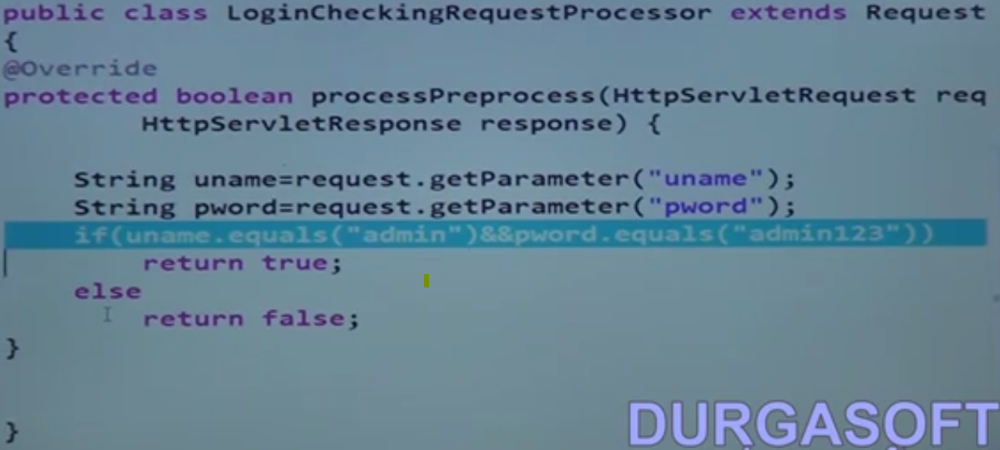 public class LoginCheckingRequestProcessor extends Request
{
@Override
protected boolean processPreprocess(HttpServletRequest req
HttpServletResponse response) {
String uname=request.getParameter("uname");
String pword=request.getParameter("pword");
if(uname.equals("admin")&&pword.equals("admin123"))
return true;
else
return false;
}
}
DURGASOFT